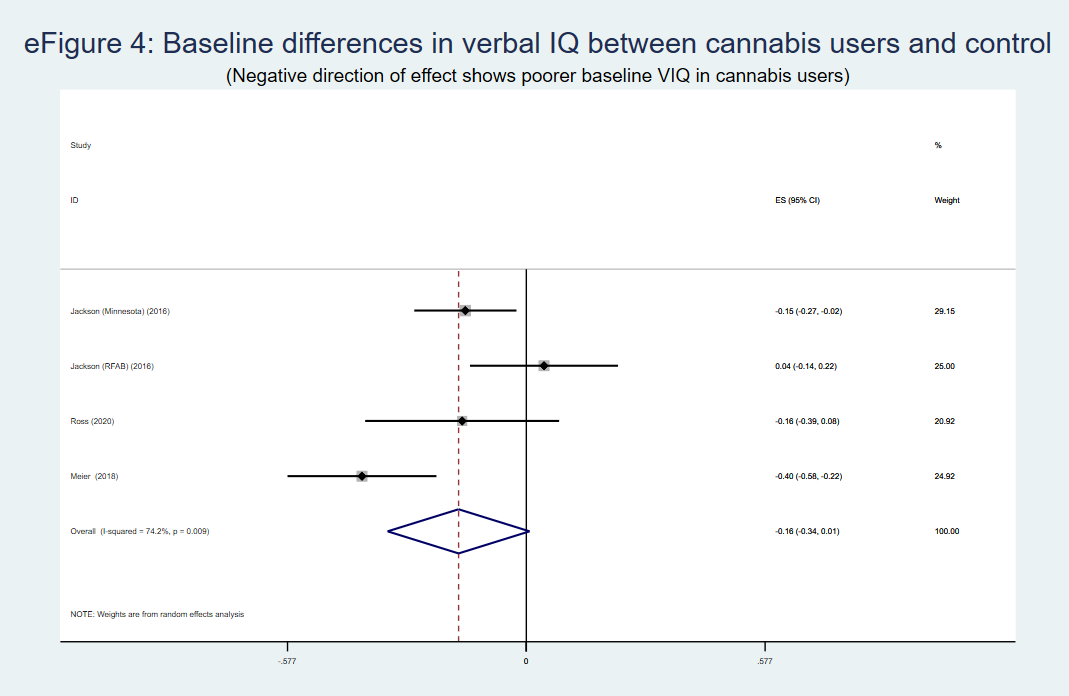 eFigure 4: Baseline differences in verbal IQ between cannabis users and control
(Negative direction of effect shows poorer baseline VIQ in cannabis users)
Study %
ID ES (95% CI) Weight
Jackson (Minnesota) (2016) -0.15 (-0.27, -0.02) 29.15
Jackson (RFAB) (2016) 0.04 (-0.14, 0.22) 25.00
Ross (2020) -0.16 (-0.39, 0.08) 20.92
Meier (2018) -0.40 (-0.58, -0.22) 24.92
Overall (I-squared = 74.2%, p = 0.009) -0.16 (-0.34, 0.01) 100.00
NOTE: Weights are from random effects analysis
-.577 0 .577